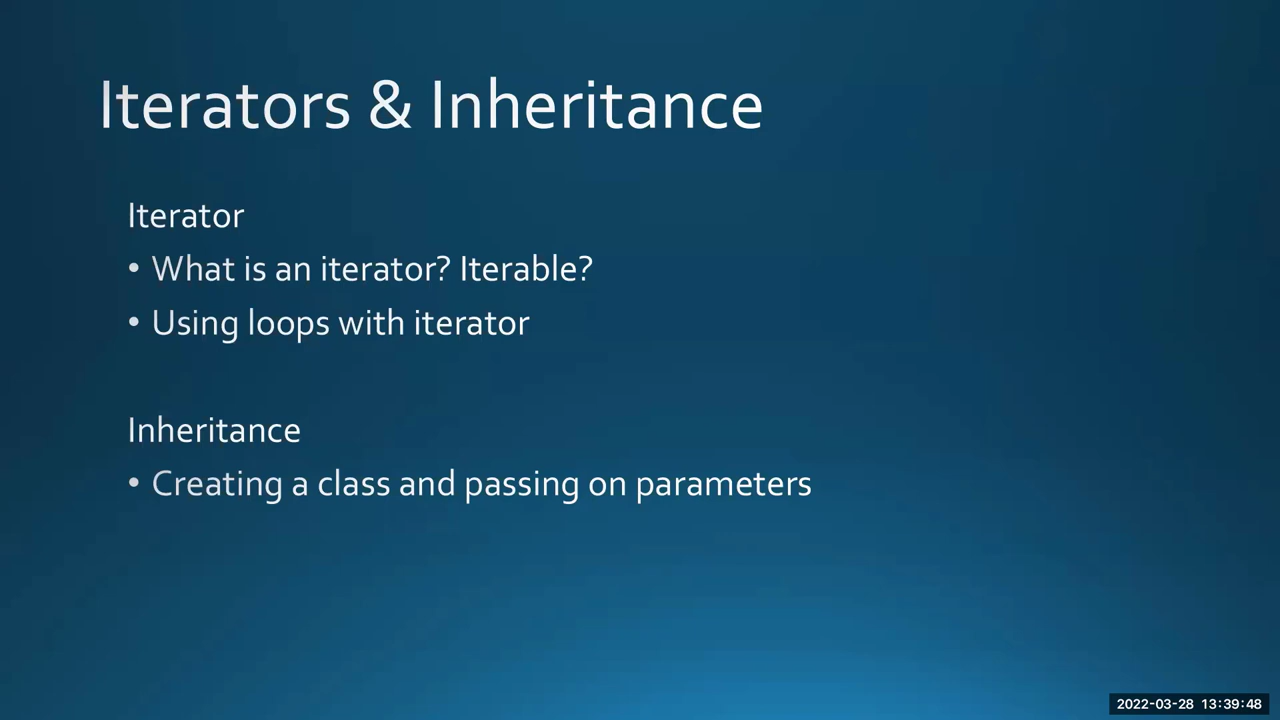 Iterators & Inheritance
Iterator
• What is an iterator? Iterable?
• Using loops with iterator
Inheritance
• Creating a class and passing on parameters
2022-03-28 13:39:48